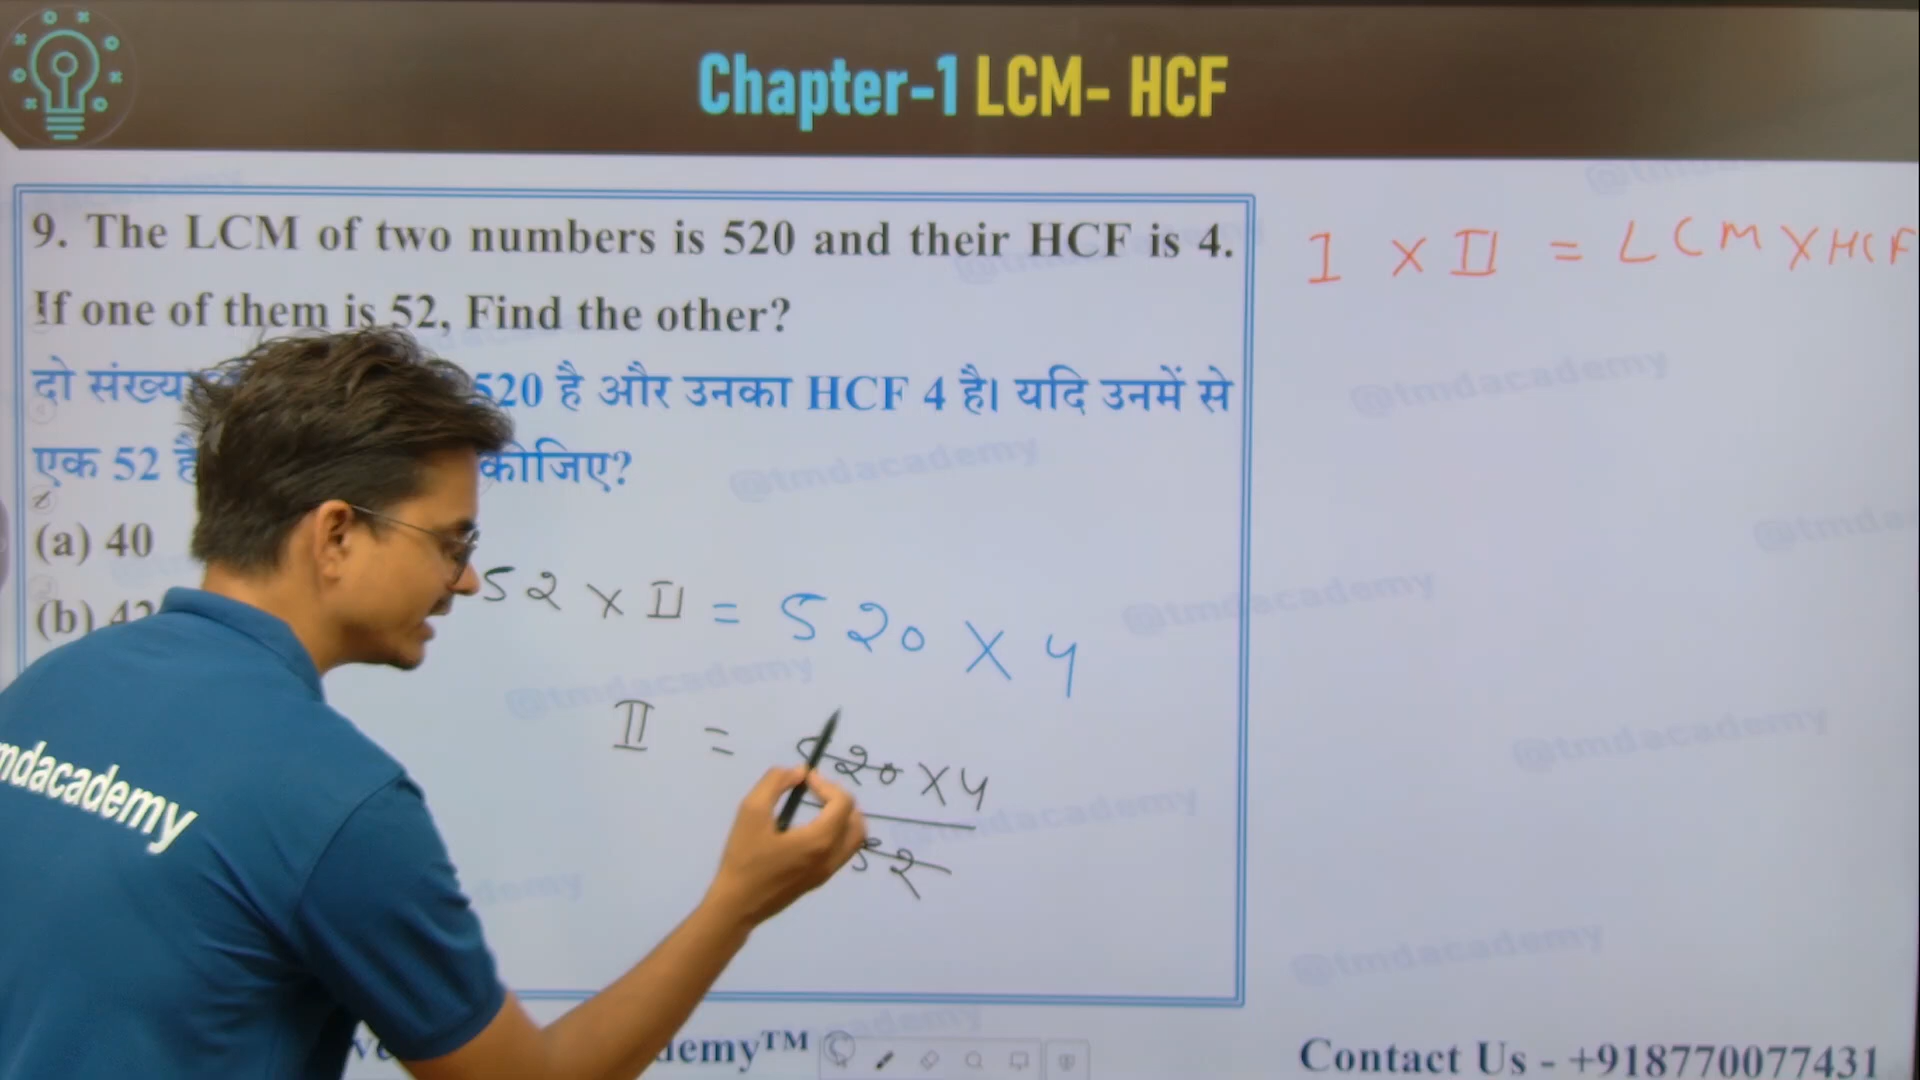 Chapter-1 LCM- HCF
9. The LCM of two numbers is 520 and their HCF is 4.
If one of them is 52, Find the other?
दो 520 है और उनका HCF 4 है। यदि उनमें से
एक 52 कीजिए?
(a) 40
(b)
I X II = LCM X HCF
52 X II = 520 X 4
II = 520 X 4
52
mdacademy
Contact Us - +918770077431
@tmdacademy